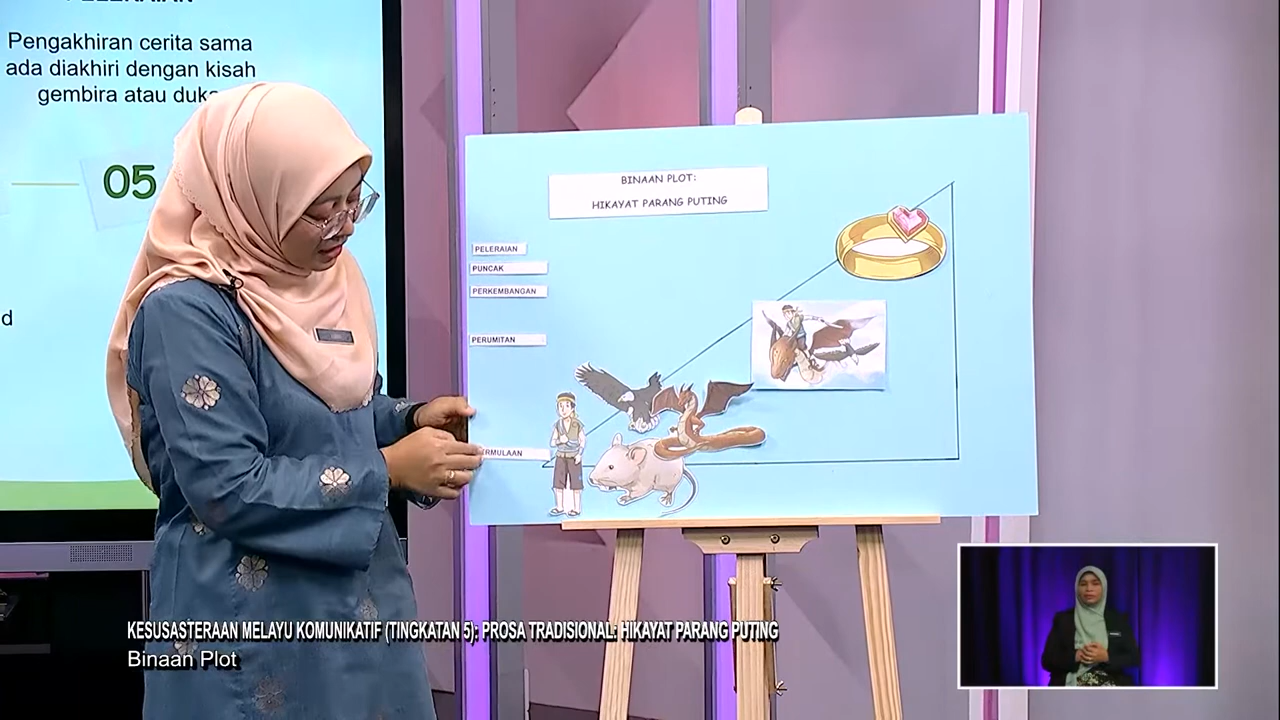 Pengakhiran cerita sama
ada diakhiri dengan kisah
gembira atau duka
05
d
BINAAN PLOT:
HIKAYAT PARANG PUTING
PELERAIAN
PUNCAK
PERKEMBANGAN
PERUMITAN
ERMULAAN
KESUSASTERAAN MELAYU KOMUNIKATIF (TINGKATAN 5): PROSA TRADISIONAL: HIKAYAT PARANG PUTING
Binaan Plot